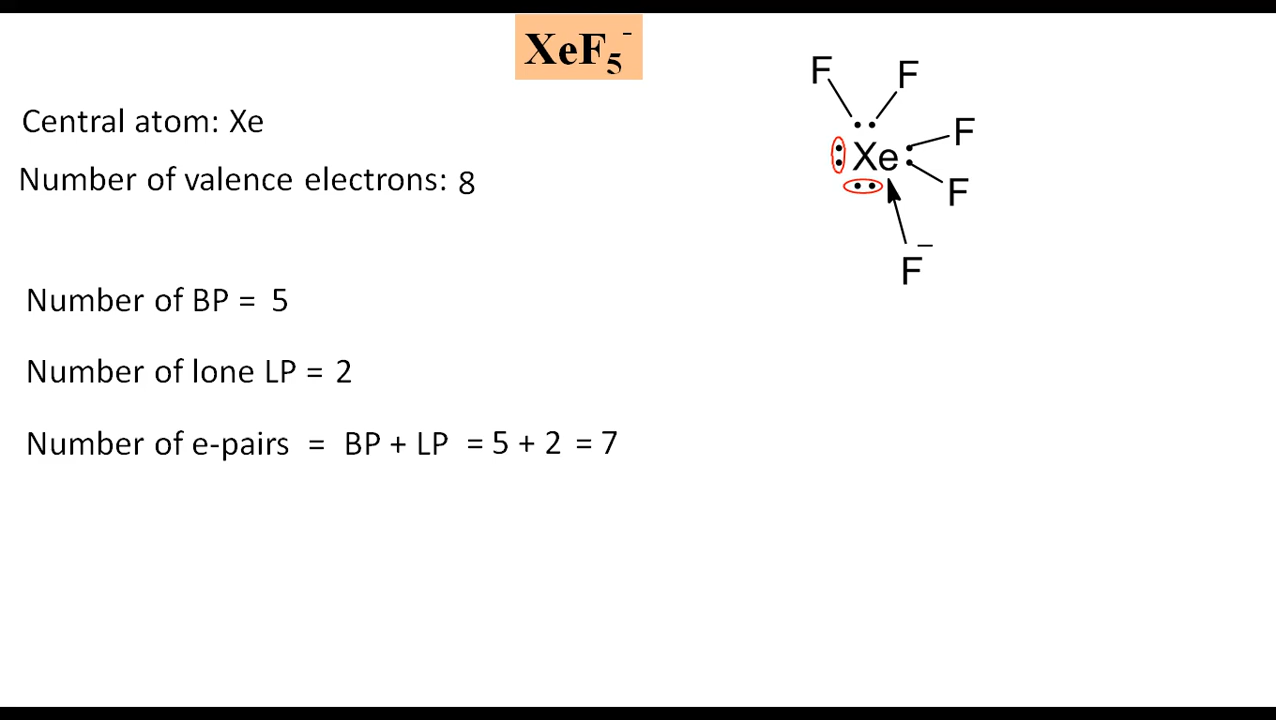 XeF₅⁻
Central atom: Xe
Number of valence electrons: 8
Number of BP = 5
Number of lone LP = 2
Number of e-pairs = BP + LP = 5 + 2 = 7
F F
F
Xe
F
–
F